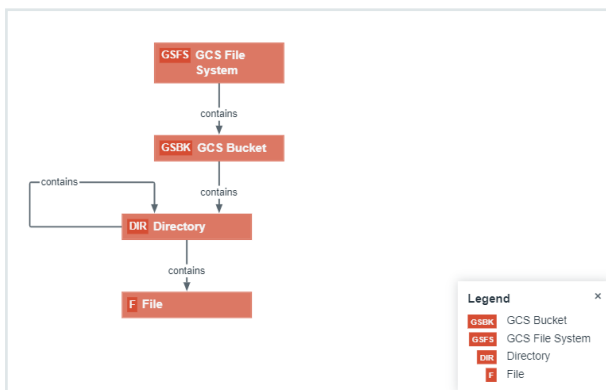 GSFS GCS File
System
contains
GSBK GCS Bucket
contains
contains
DIR Directory
contains
F File
Legend ×
GSBK GCS Bucket
GSFS GCS File System
DIR Directory
F File